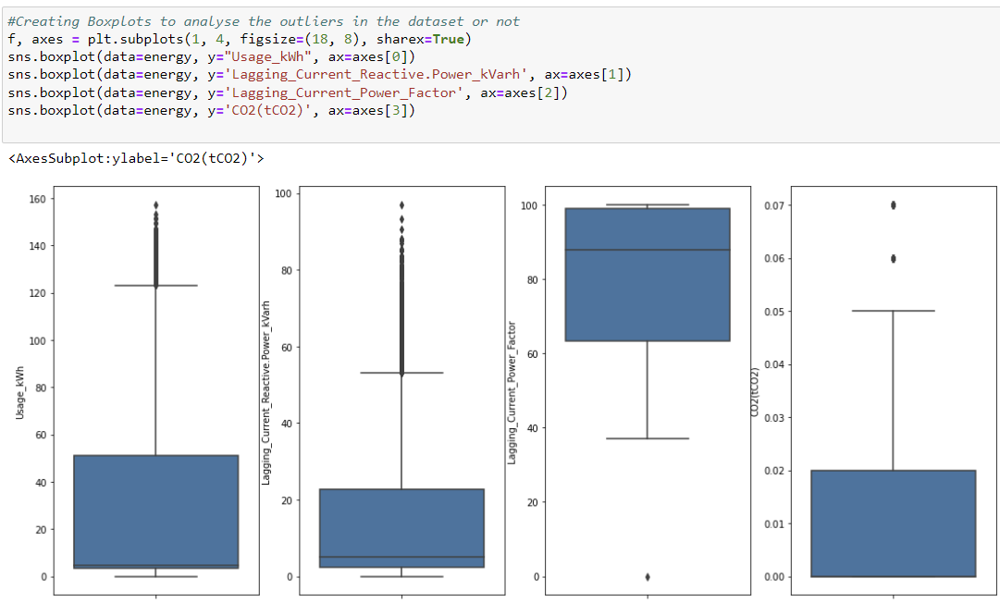 #Creating Boxplots to analyse the outliers in the dataset or not
f, axes = plt.subplots(1, 4, figsize=(18, 8), sharex=True)
sns.boxplot(data=energy, y="Usage_kWh", ax=axes[0])
sns.boxplot(data=energy, y='Lagging_Current_Reactive.Power_kVarh', ax=axes[1])
sns.boxplot(data=energy, y='Lagging_Current_Power_Factor', ax=axes[2])
sns.boxplot(data=energy, y='CO2(tCO2)', ax=axes[3])
<AxesSubplot:ylabel='CO2(tCO2)'>
Usage_kWh
160
140
120
100
80
60
40
20
0
Lagging_Current_Reactive.Power_kVarh
100
80
60
40
20
0
Lagging_Current_Power_Factor
100
80
60
40
20
0
CO2(tCO2)
0.07
0.06
0.05
0.04
0.03
0.02
0.01
0.00